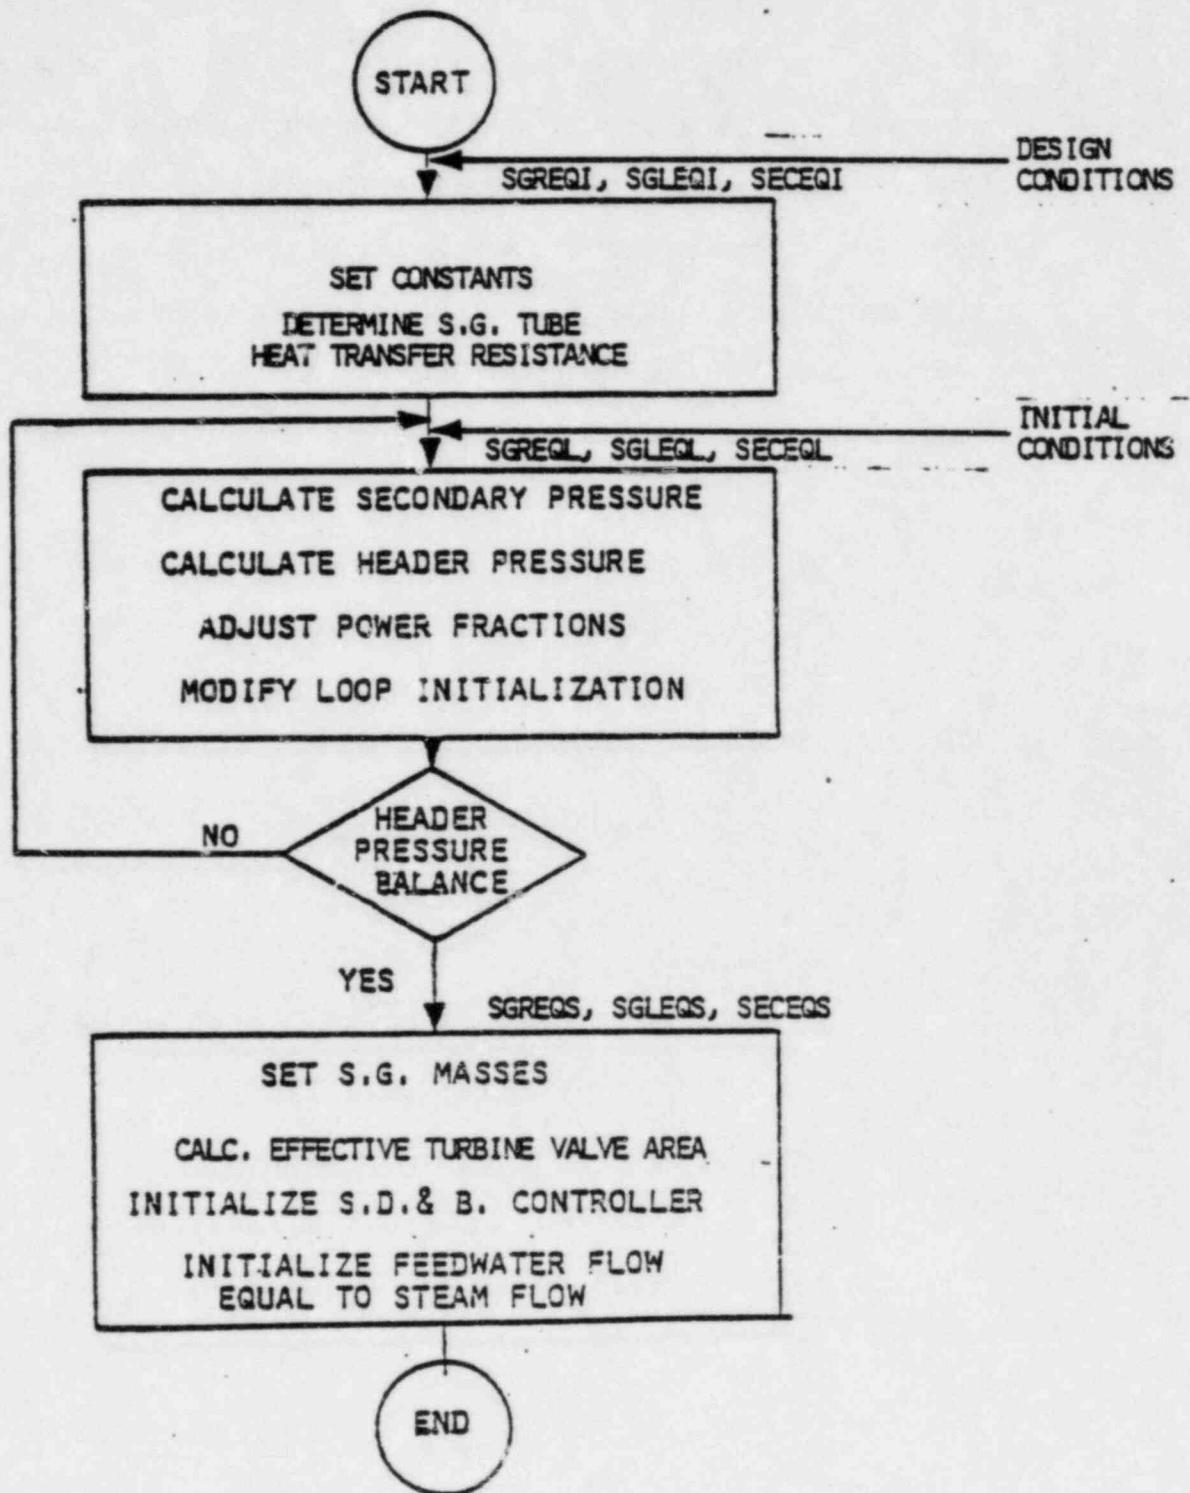 START
DESIGN
CONDITIONS
SGREQI, SGLEQI, SECEQI
SET CONSTANTS
DETERMINE S.G. TUBE
HEAT TRANSFER RESISTANCE
INITIAL
CONDITIONS
SGREQL, SGLEQL, SECEQL
CALCULATE SECONDARY PRESSURE
CALCULATE HEADER PRESSURE
ADJUST POWER FRACTIONS
MODIFY LOOP INITIALIZATION
HEADER
PRESSURE
BALANCE
NO
YES
SGREQS, SGLEQS, SECEQS
SET S.G. MASSES
CALC. EFFECTIVE TURBINE VALVE AREA
INITIALIZE S.D.& B. CONTROLLER
INITIALIZE FEEDWATER FLOW
EQUAL TO STEAM FLOW
END